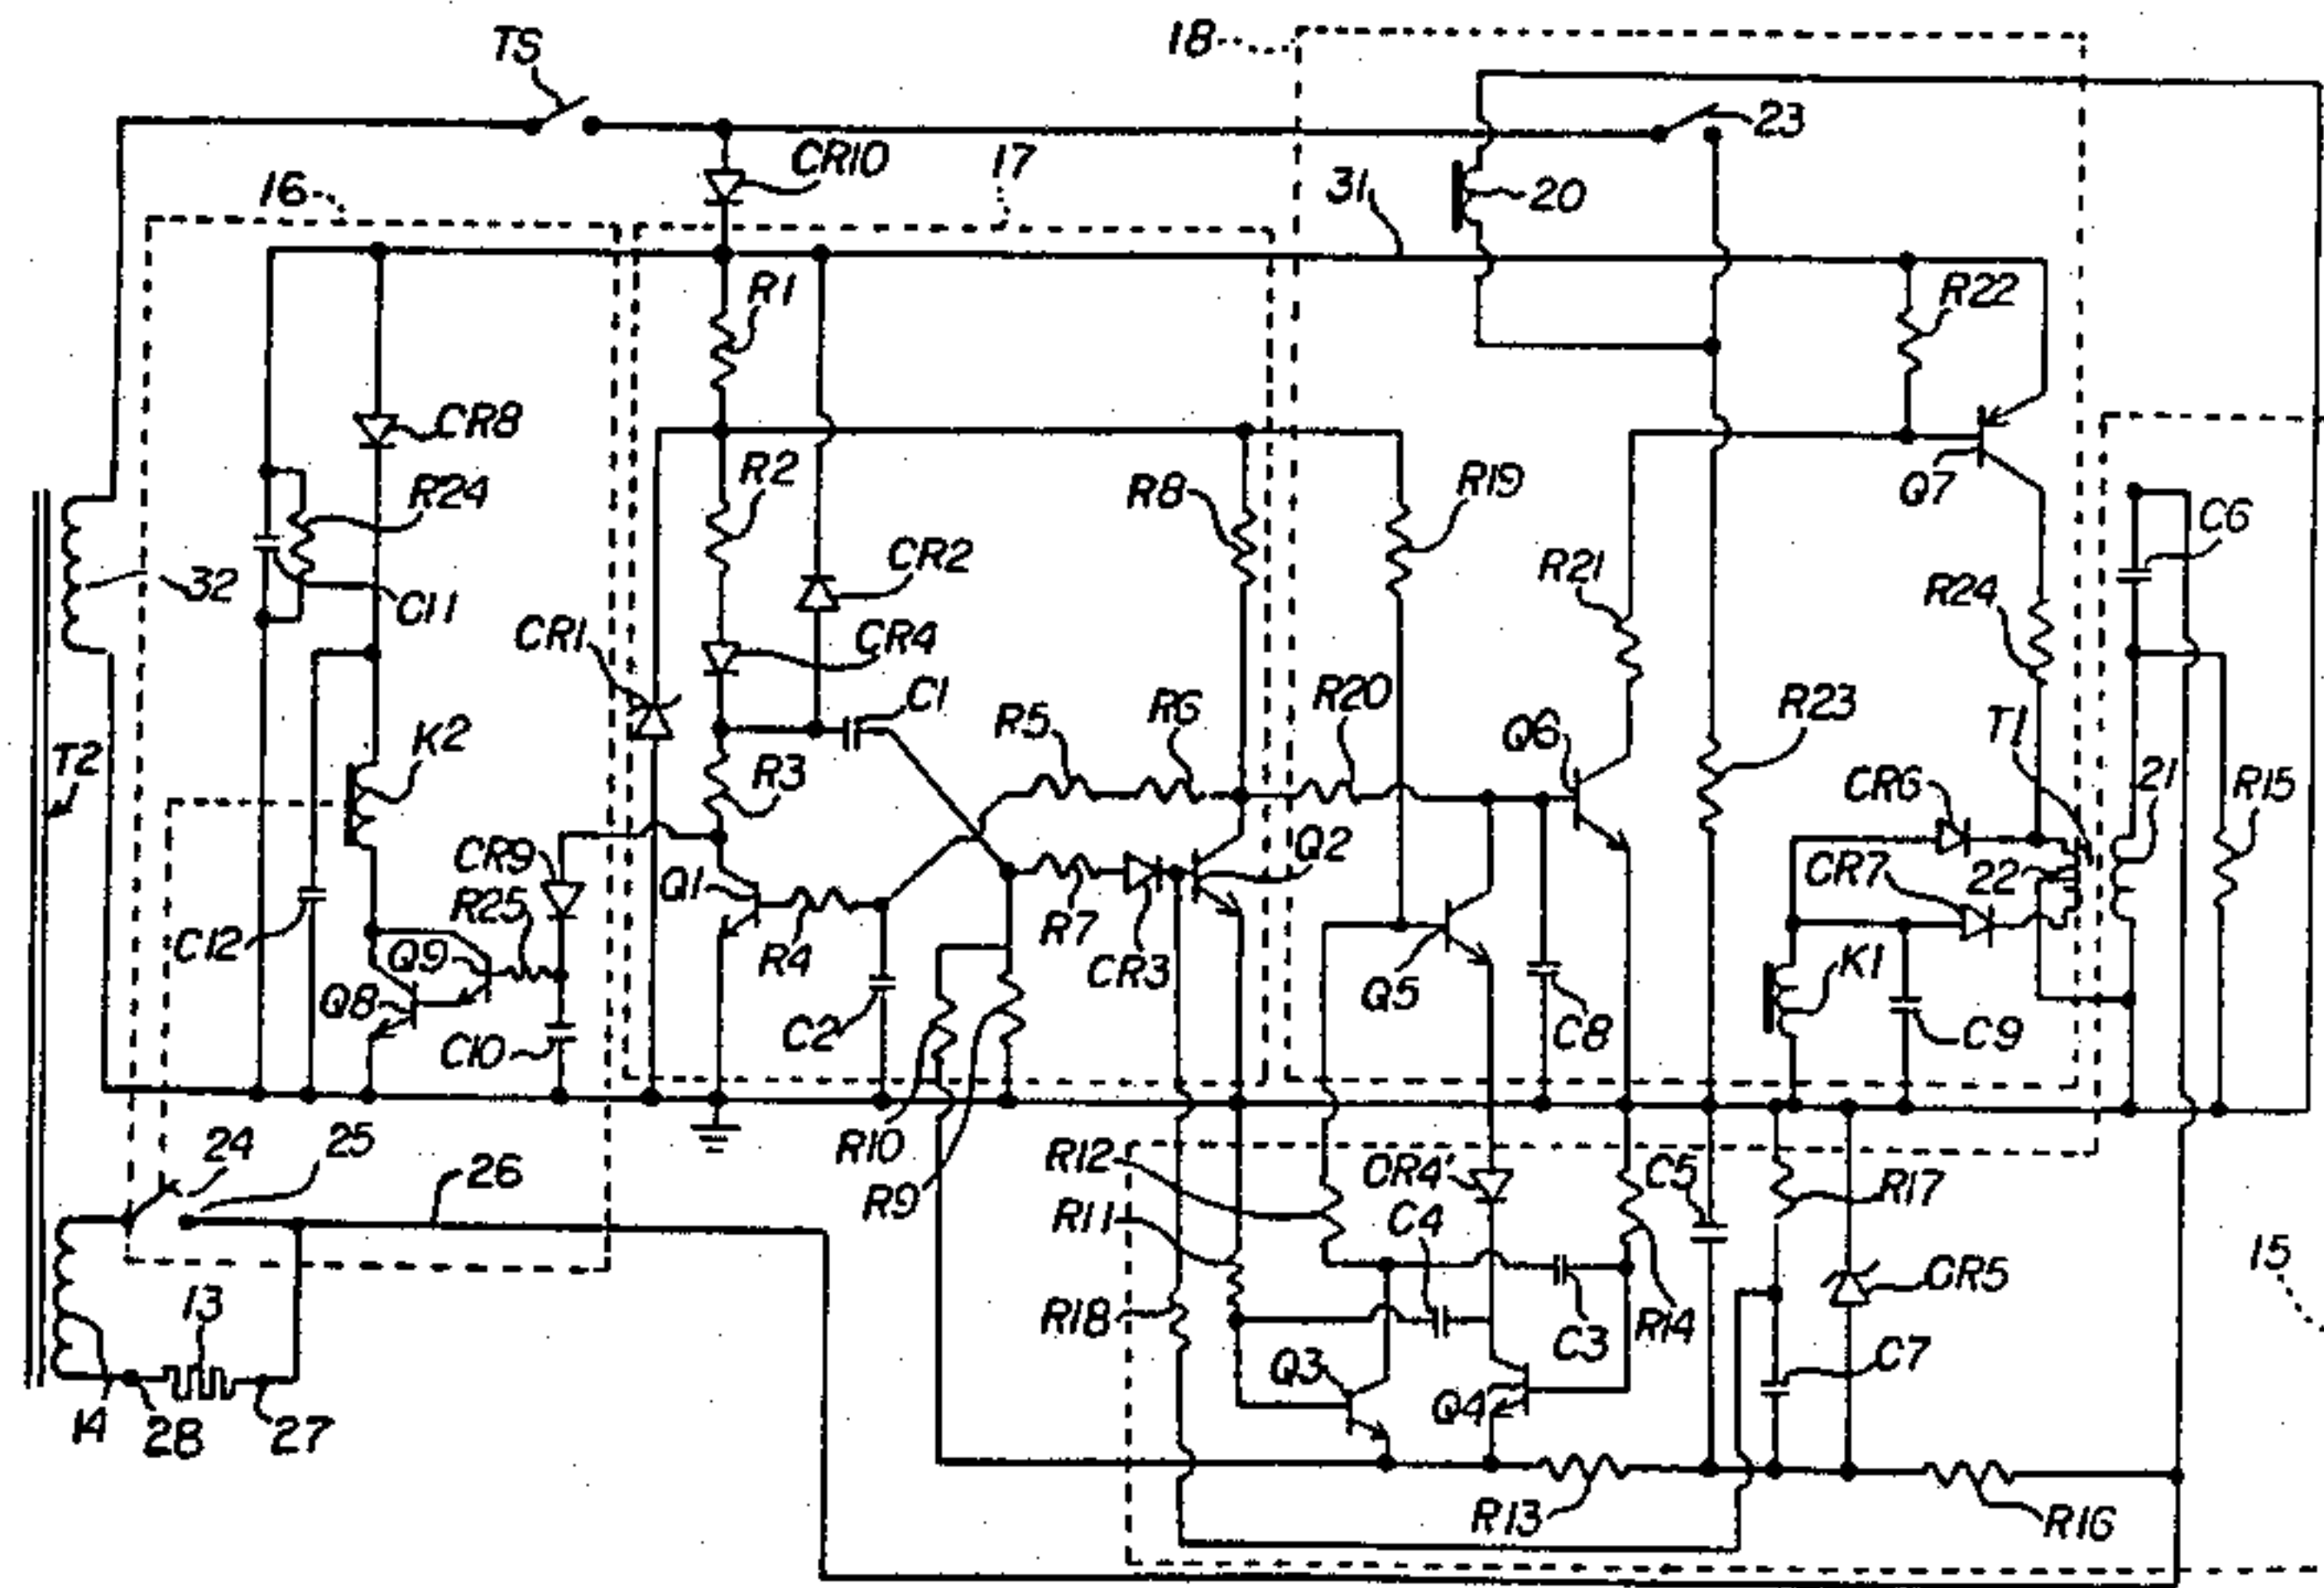 18
TS
23
CR10
17
16
31
20
R1
R22
CR8
R2
R19
R24
R8
Q7
C6
32
CR2
R21
C11
R24
CR1
CR4
C1
R5
R6
R20
R23
K2
Q6
T1
T2
R3
21
CR6
R15
CR9
Q2
Q1
CR7
22
R25
R7
C12
Q9
R4
CR3
Q5
K1
Q8
C2
C8
C9
C10
24
25
R10
R12
CR4'
C5
26
R9
R17
R11
C4
15
CR5
13
R18
C3
R14
C7
Q3
Q4
14
28
27
R13
R16